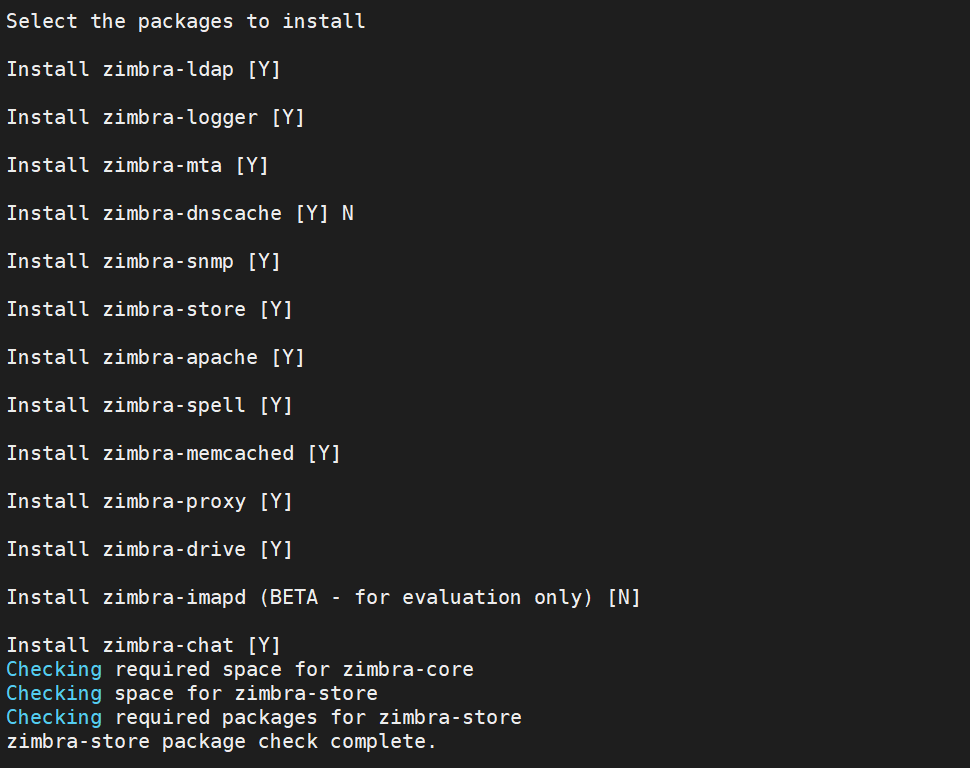 Select the packages to install
Install zimbra-ldap [Y]
Install zimbra-logger [Y]
Install zimbra-mta [Y]
Install zimbra-dnscache [Y] N
Install zimbra-snmp [Y]
Install zimbra-store [Y]
Install zimbra-apache [Y]
Install zimbra-spell [Y]
Install zimbra-memcached [Y]
Install zimbra-proxy [Y]
Install zimbra-drive [Y]
Install zimbra-imapd (BETA - for evaluation only) [N]
Install zimbra-chat [Y]
Checking required space for zimbra-core
Checking space for zimbra-store
Checking required packages for zimbra-store
zimbra-store package check complete.